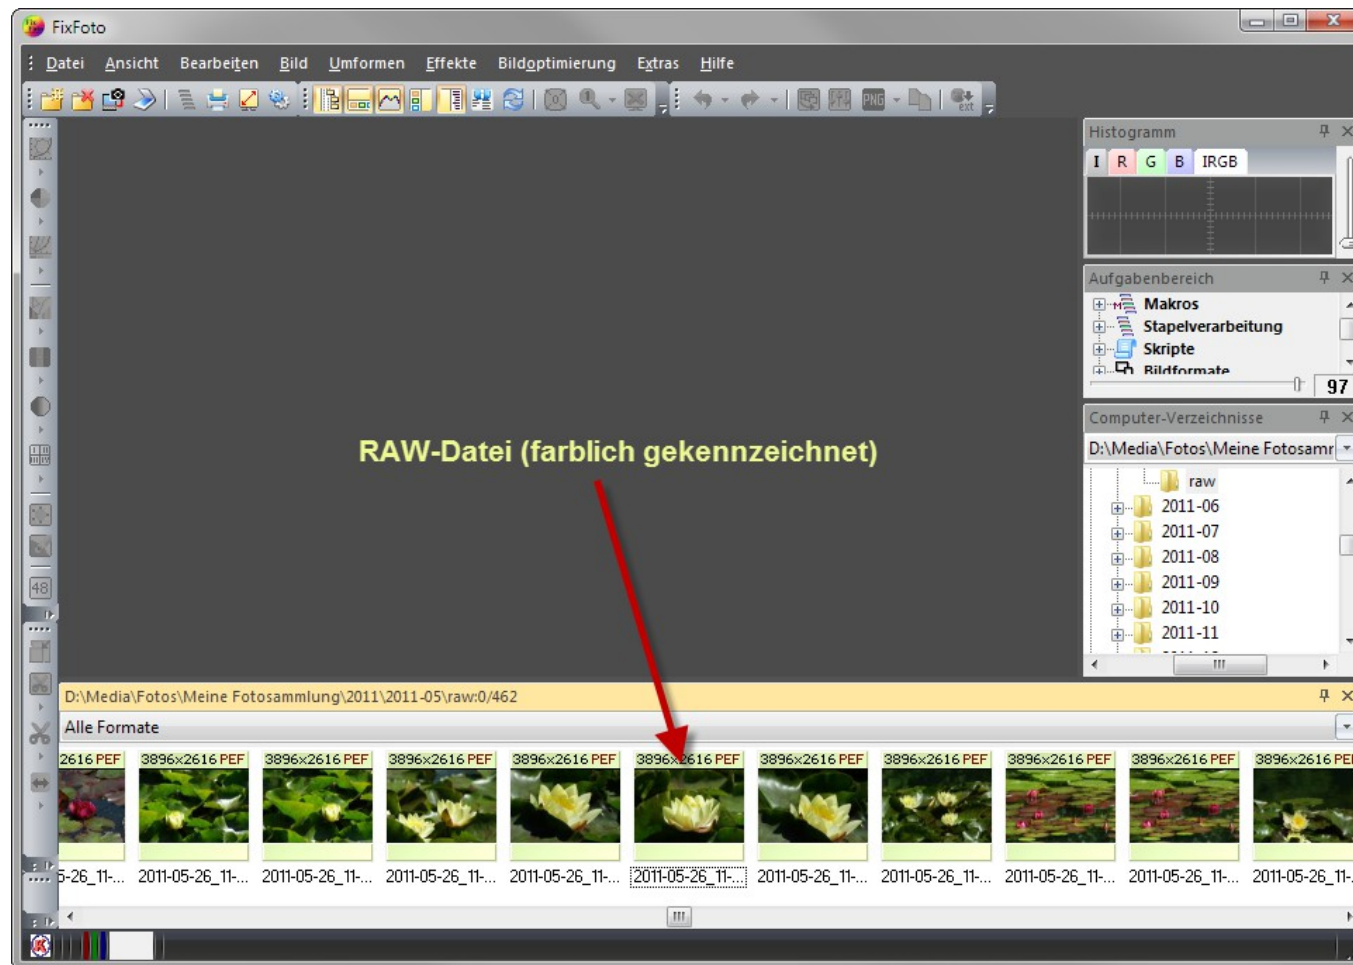 FixFoto
Datei Ansicht Bearbeiten Bild Umformen Effekte Bildoptimierung Extras Hilfe
PNG ext
Histogramm
I R G B IRGB
Aufgabenbereich
Makros
Stapelverarbeitung
Skripte
Bildformate
97
Computer-Verzeichnisse
D:\Media\Fotos\Meine Fotosamr
raw
2011-06
2011-07
2011-08
2011-09
2011-10
2011-11
48
RAW-Datei (farblich gekennzeichnet)
D:\Media\Fotos\Meine Fotosammlung\2011\2011-05\raw:0/462
Alle Formate
2616 PEF 3896x2616 PEF 3896x2616 PEF 3896x2616 PEF 3896x2616 PEF 3896x2616 PEF 3896x2616 PEF 3896x2616 PEF 3896x2616 PEF 3896x2616 PEF 3896x2616 PEF
5-26_11-... 2011-05-26_11-... 2011-05-26_11-... 2011-05-26_11-... 2011-05-26_11-... 2011-05-26_11-... 2011-05-26_11-... 2011-05-26_11-... 2011-05-26_11-... 2011-05-26_11-... 2011-05-26_11-.